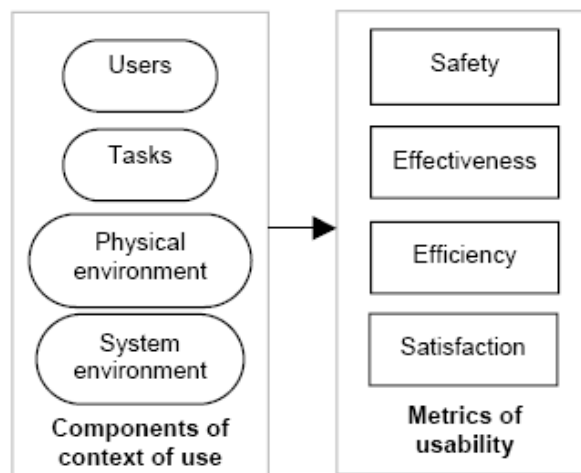 Users
Tasks
Physical
environment
System
environment
Components of
context of use
Safety
Effectiveness
Efficiency
Satisfaction
Metrics of
usability